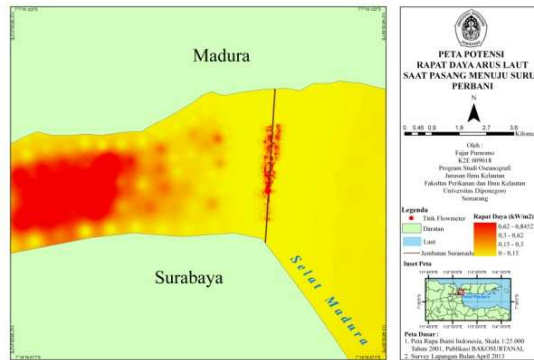 Madura
Surabaya
Selat Madura
PETA POTENSI
RAPAT DAYA ARUS LAUT
SAAT PASANG MENUJU SURUT
PERBANI
N
0 0,45 0,9 1,8 2,7 3,6
Oleh :
Fajar Purnomo
K2E 009018
Program Studi Oseanografi
Jurusan Ilmu Kelautan
Fakultas Perikanan dan Ilmu Kelautan
Universitas Diponegoro
Semarang
Legenda
Titik Flowmeter
Daratan
Laut
Jembatan Suramadu
Rapat Daya (kW/m2)
0,62 - 0,8452
0,3 - 0,62
0,15 - 0,3
0 - 0,15
Inset Peta
Peta Dasar :
1. Peta Rupa Bumi Indonesia, Skala 1:25.000
Tahun 2001, Publikasi BAKOSURTANAL
2. Survey Lapangan Bulan April 2013